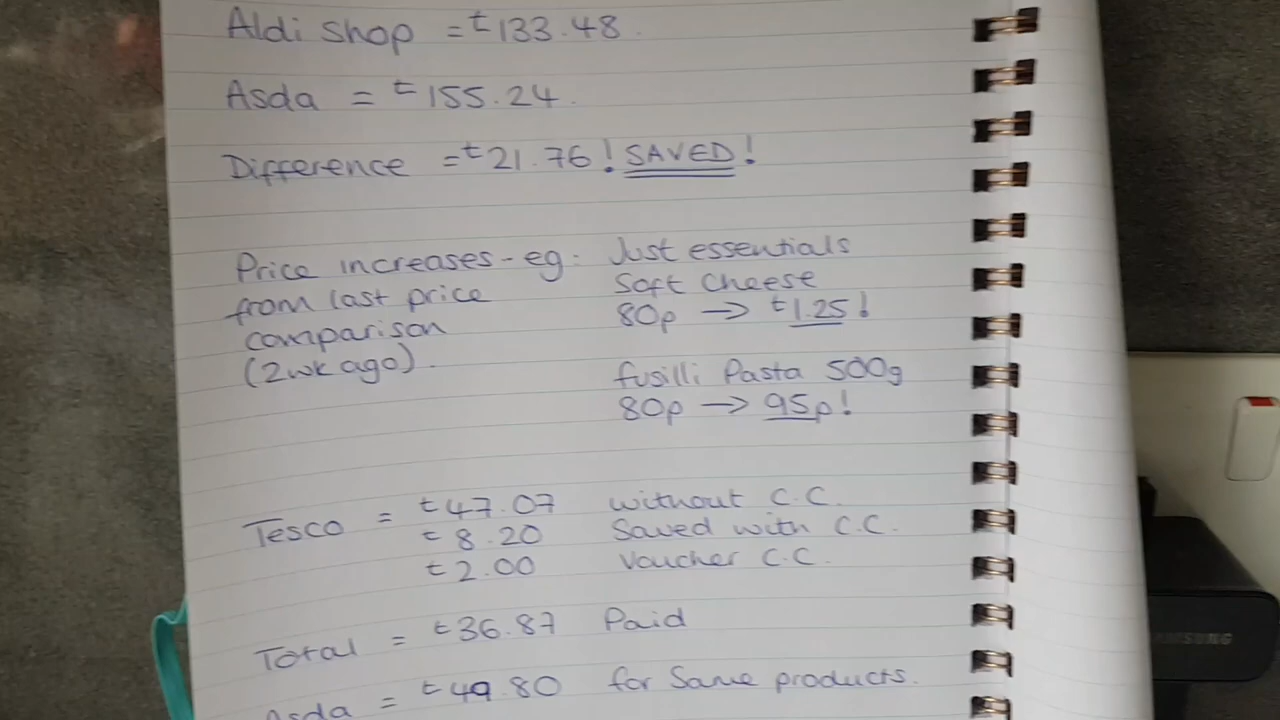 Aldi shop = £133.48.
Asda = £155.24.
Difference = £21.76! SAVED!
Price increases - eg: Just essentials
from last price Soft Cheese
comparison 80p → £1.25!
(2wk ago).
fusilli Pasta 500g
80p → 95p!
Tesco = £47.07 without C.C.
£8.20 Saved with C.C.
£2.00 Voucher C.C.
Total = £36.87 Paid
Asda = £49.80 for Same products.
SAMSUNG